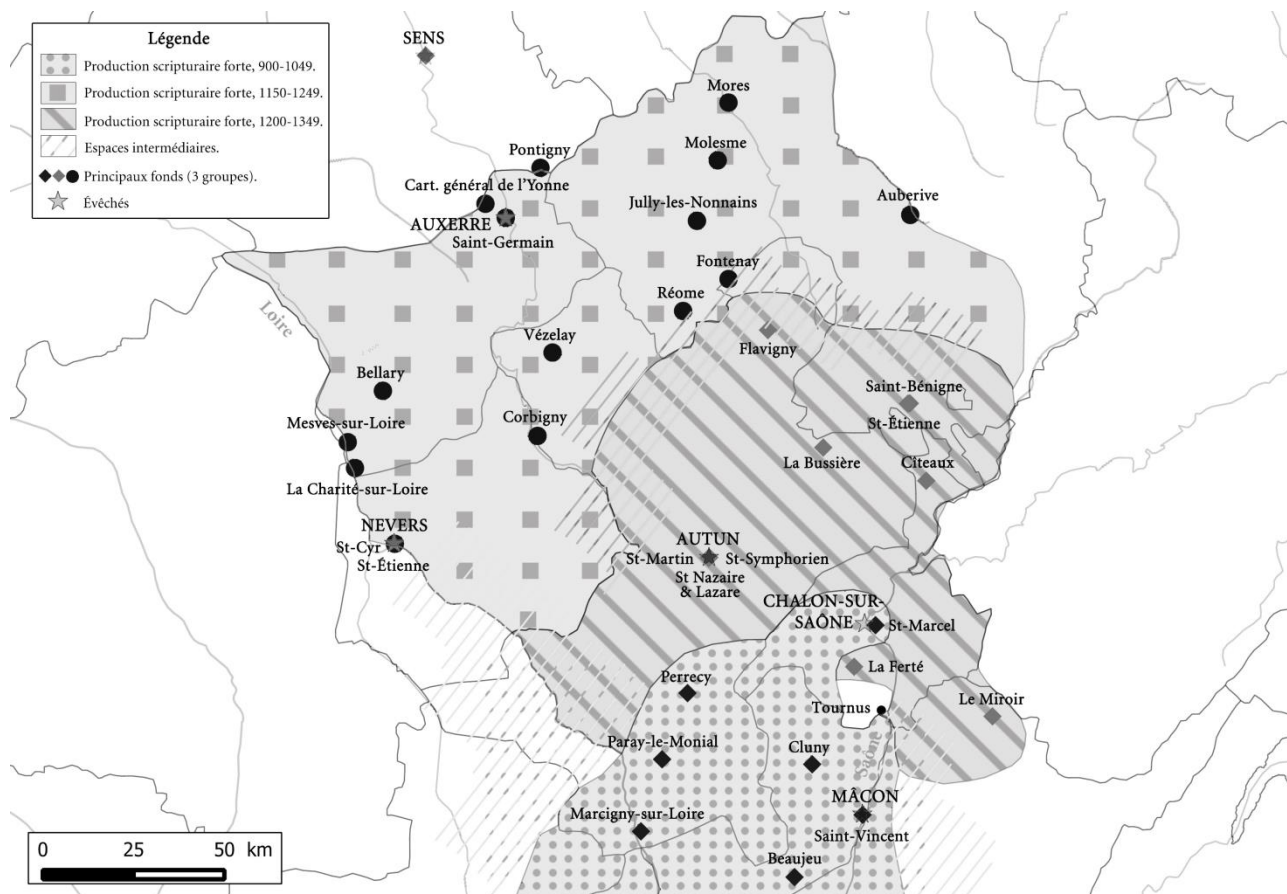 Légende
Production scripturaire forte, 900-1049.
Production scripturaire forte, 1150-1249.
Production scripturaire forte, 1200-1349.
Espaces intermédiaires.
Principaux fonds (3 groupes).
Évêchés
SENS
Mores
Molesme
Pontigny
Cart. général de l'Yonne
AUXERRE
Saint-Germain
Jully-les-Nonnains
Auberive
Fontenay
Réome
Loire
Vézelay
Flavigny
Bellary
Saint-Bénigne
St-Étienne
Mesves-sur-Loire
Corbigny
La Bussière
Cîteaux
La Charité-sur-Loire
NEVERS
St-Cyr
St-Étienne
AUTUN
St-Martin
St-Symphorien
St Nazaire
& Lazare
CHALON-SUR-
SAÔNE
St-Marcel
La Ferté
Perrecy
Le Miroir
Tournus
Paray-le-Monial
Cluny
Saône
MÂCON
Marcigny-sur-Loire
Saint-Vincent
Beaujeu
0 25 50 km